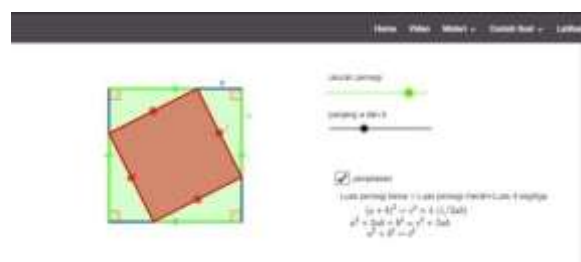 Home Video Materi Contoh Soal Latihan
ukuran persegi
panjang a dan b
penjelasan
Luas persegi besar = Luas persegi merah+Luas 4 segitiga
(a + b)² = c² + 4 (1/2ab)
a² + 2ab + b² = c² + 2ab
a² + b² = c²